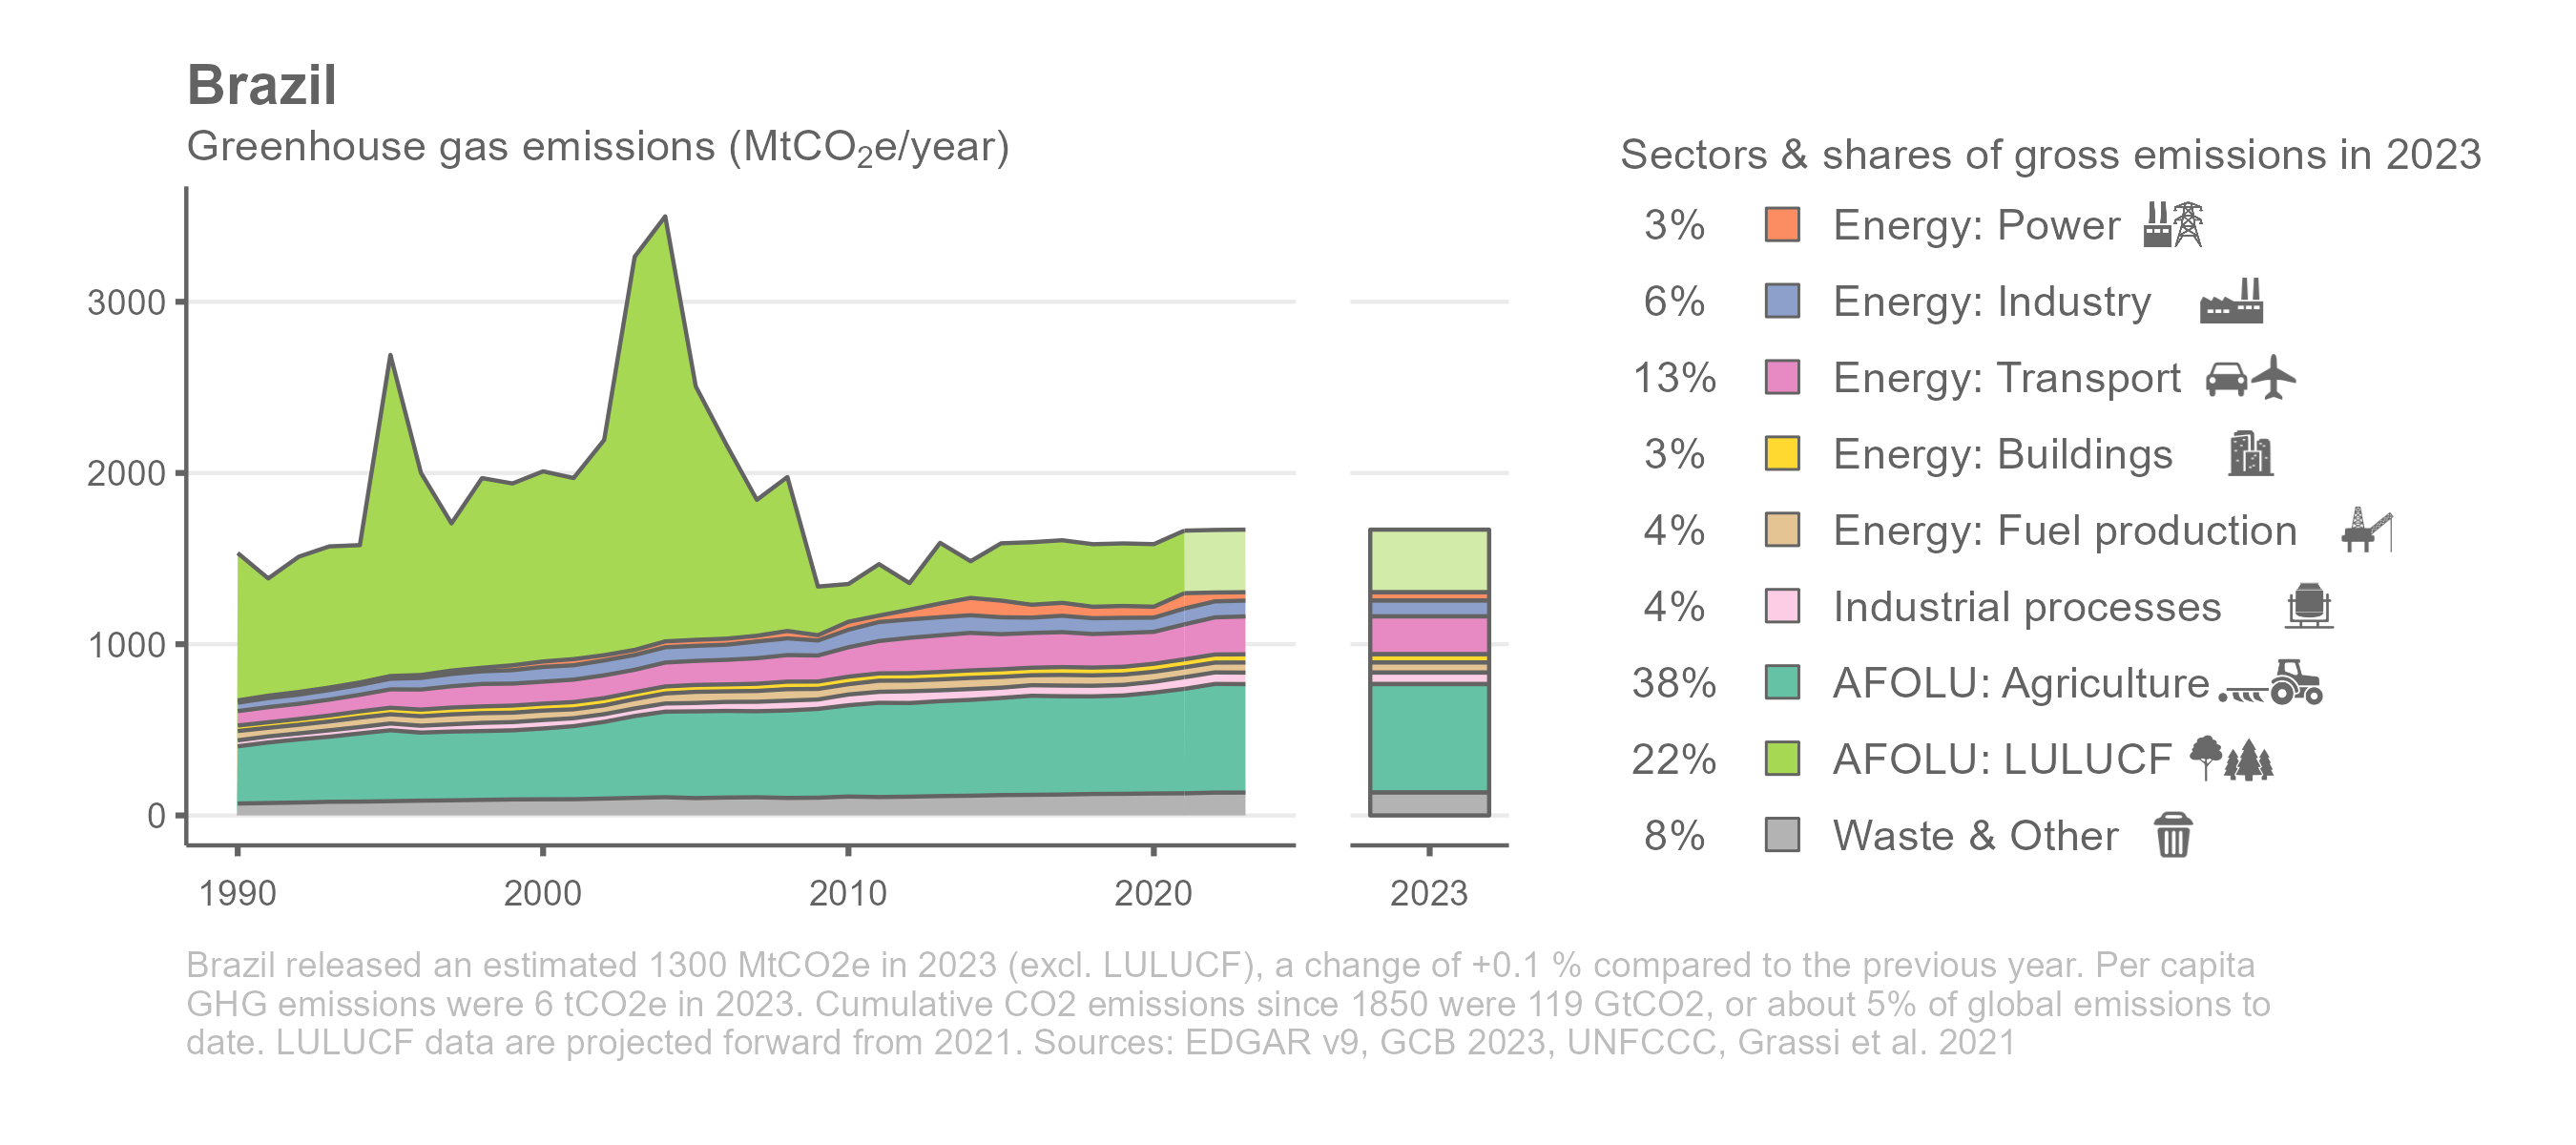 Brazil
Greenhouse gas emissions (MtCO₂e/year)
3000
2000
1000
0
1990 2000 2010 2020 2023
Sectors & shares of gross emissions in 2023
3% Energy: Power
6% Energy: Industry
13% Energy: Transport
3% Energy: Buildings
4% Energy: Fuel production
4% Industrial processes
38% AFOLU: Agriculture
22% AFOLU: LULUCF
8% Waste & Other
Brazil released an estimated 1300 MtCO2e in 2023 (excl. LULUCF), a change of +0.1 % compared to the previous year. Per capita
GHG emissions were 6 tCO2e in 2023. Cumulative CO2 emissions since 1850 were 119 GtCO2, or about 5% of global emissions to
date. LULUCF data are projected forward from 2021. Sources: EDGAR v9, GCB 2023, UNFCCC, Grassi et al. 2021